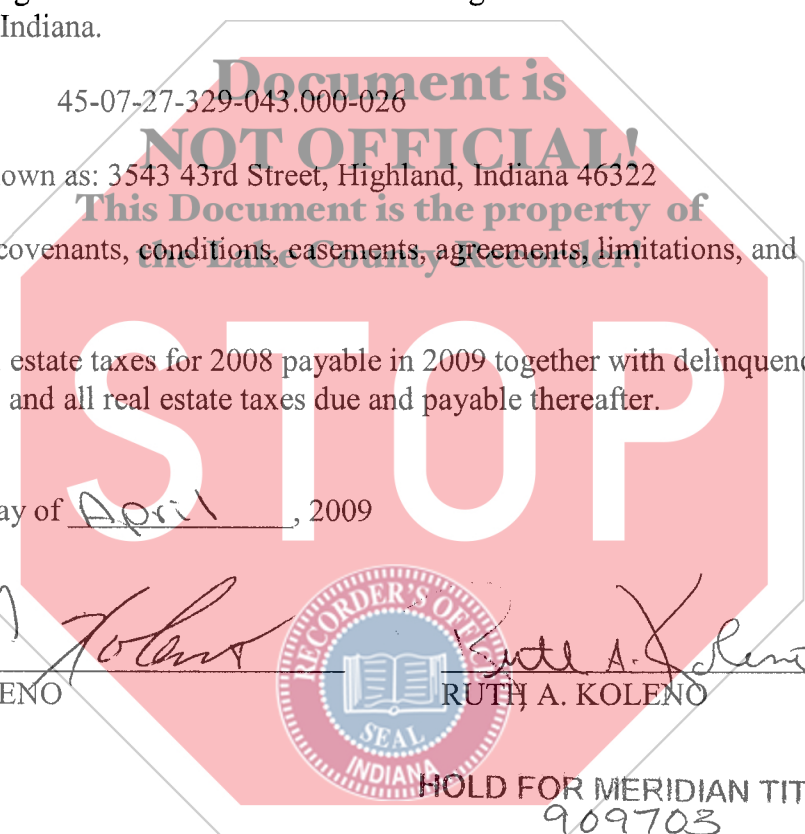 Indiana.
Document is
45-07-27-329-043.000-026
NOT OFFICIAL!
own as: 3543 43rd Street, Highland, Indiana 46322
This Document is the property of
covenants, conditions, easements, agreements, limitations, and
the Lake County Recorder!
estate taxes for 2008 payable in 2009 together with delinquenc
and all real estate taxes due and payable thereafter.
STOP
ay of April, 2009
RECORDER'S OFFICE
Koleno
Ruth A. Koleno
ENO
RUTH A. KOLENO
SEAL
INDIANA
HOLD FOR MERIDIAN TIT
909703